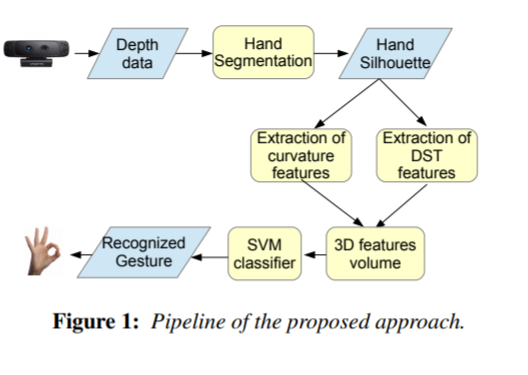 Depth
data
Hand
Segmentation
Hand
Silhouette
Extraction of
curvature
features
Extraction of
DST
features
Recognized
Gesture
SVM
classifier
3D features
volume
Figure 1: Pipeline of the proposed approach.